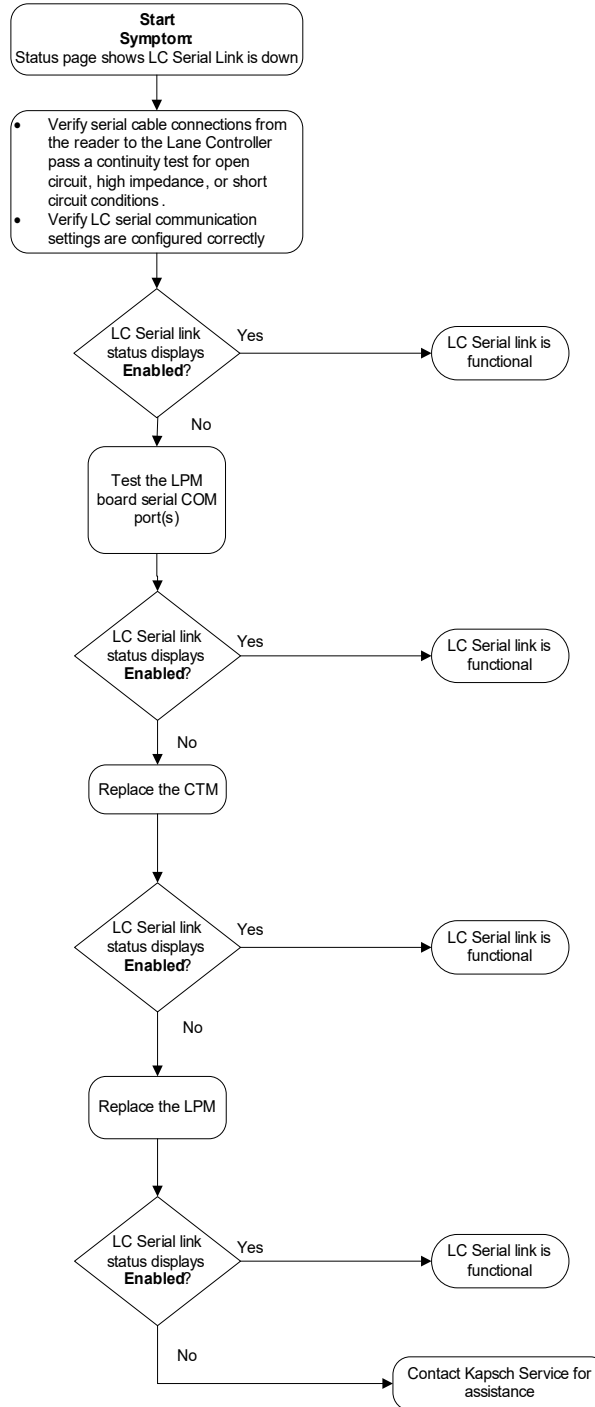 Start
Symptom:
Status page shows LC Serial Link is down
• Verify serial cable connections from
the reader to the Lane Controller
pass a continuity test for open
circuit, high impedance, or short
circuit conditions.
• Verify LC serial communication
settings are configured correctly
LC Serial link
status displays
Enabled?
Yes
LC Serial link is
functional
No
Test the LPM
board serial COM
port(s)
LC Serial link
status displays
Enabled?
Yes
LC Serial link is
functional
No
Replace the CTM
LC Serial link
status displays
Enabled?
Yes
LC Serial link is
functional
No
Replace the LPM
LC Serial link
status displays
Enabled?
Yes
LC Serial link is
functional
No
Contact Kapsch Service for
assistance